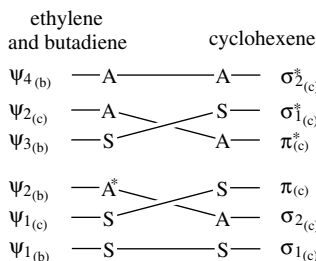 ethylene
and butadiene
cyclohexene
ψ4(b) A A σ*2(c)
ψ2(c) A S σ*1(c)
ψ3(b) S A π*(c)
ψ2(b) A* S π(c)
ψ1(c) S A σ2(c)
ψ1(b) S S σ1(c)